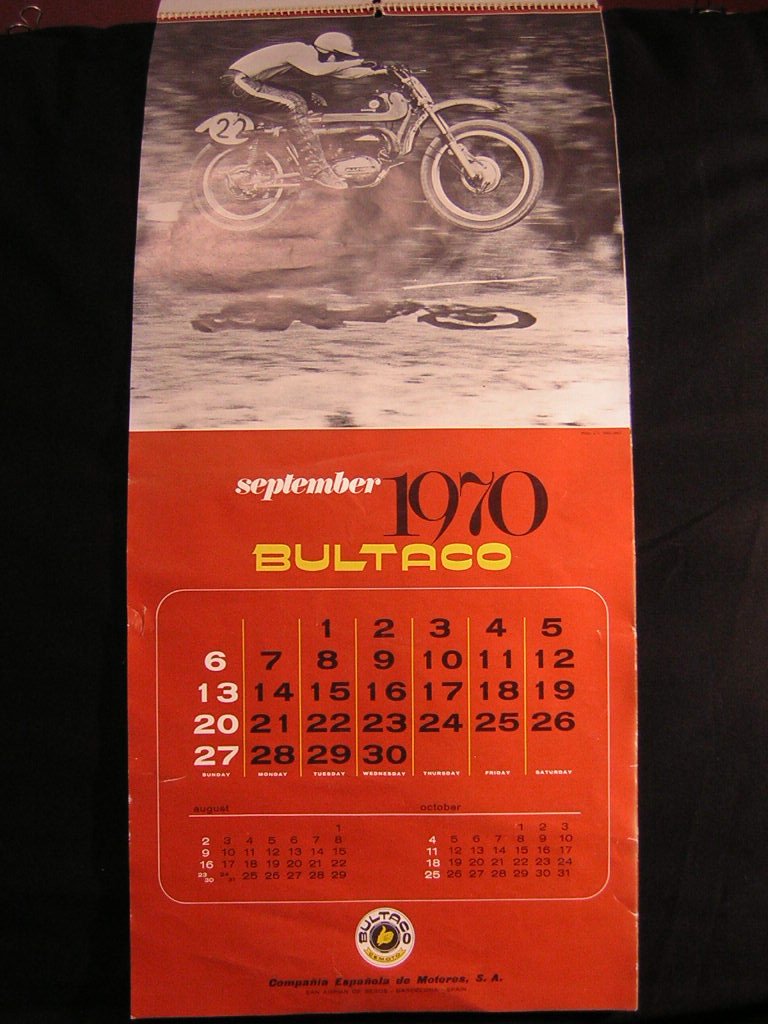 22
september 1970
BULTACO
1 2 3 4 5
6 7 8 9 10 11 12
13 14 15 16 17 18 19
20 21 22 23 24 25 26
27 28 29 30
SUNDAY MONDAY TUESDAY WEDNESDAY THURSDAY FRIDAY SATURDAY
august
1
2 3 4 5 6 7 8
9 10 11 12 13 14 15
16 17 18 19 20 21 22
23/30 24/31 25 26 27 28 29
october
1 2 3
4 5 6 7 8 9 10
11 12 13 14 15 16 17
18 19 20 21 22 23 24
25 26 27 28 29 30 31
BULTACO
CEMOTO
Compañia Española de Motores, S. A.
SAN ADRIAN DE BESOS - BARCELONA - SPAIN